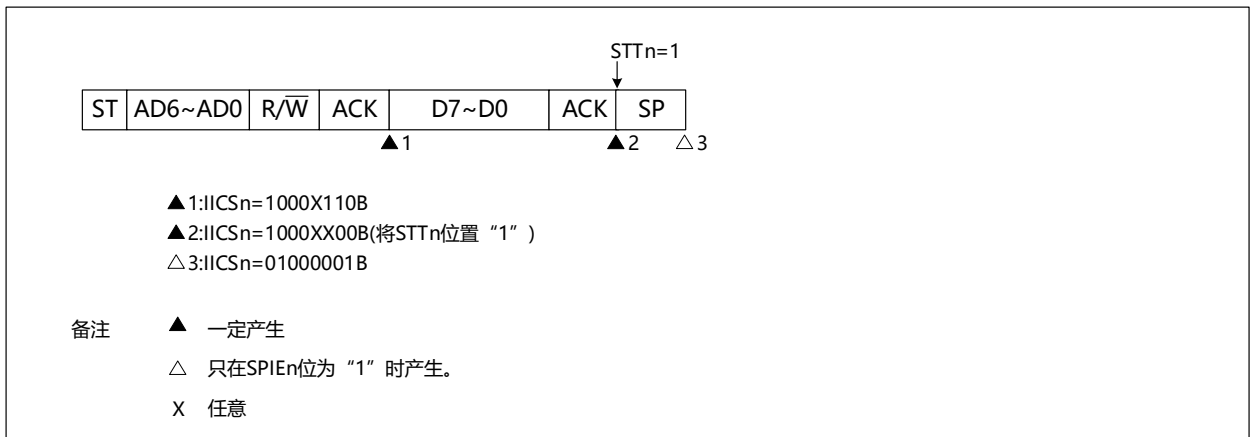 STTn=1
ST AD6~AD0 R/W̅ ACK D7~D0 ACK SP
▲1 ▲2 △3
▲1:IICSn=1000X110B
▲2:IICSn=1000XX00B(将STTn位置“1”)
△3:IICSn=01000001B
备注 ▲ 一定产生
△ 只在SPIEn位为“1”时产生。
X 任意